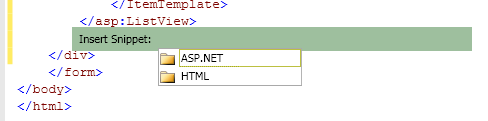 </ItemTemplate>
</asp:ListView>
Insert Snippet:
</div>
ASP.NET
</form>
HTML
</body>
</html>